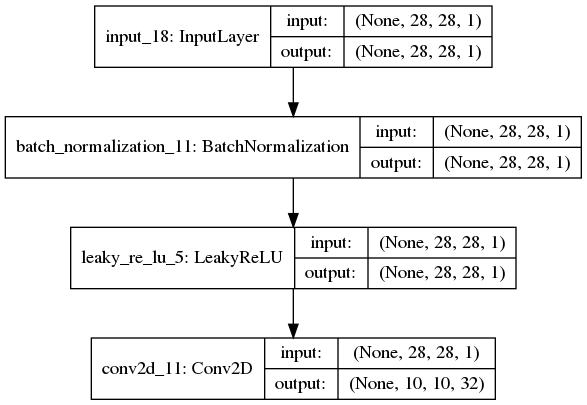 input_18: InputLayer
input:
(None, 28, 28, 1)
output:
(None, 28, 28, 1)
batch_normalization_11: BatchNormalization
input:
(None, 28, 28, 1)
output:
(None, 28, 28, 1)
leaky_re_lu_5: LeakyReLU
input:
(None, 28, 28, 1)
output:
(None, 28, 28, 1)
conv2d_11: Conv2D
input:
(None, 28, 28, 1)
output:
(None, 10, 10, 32)